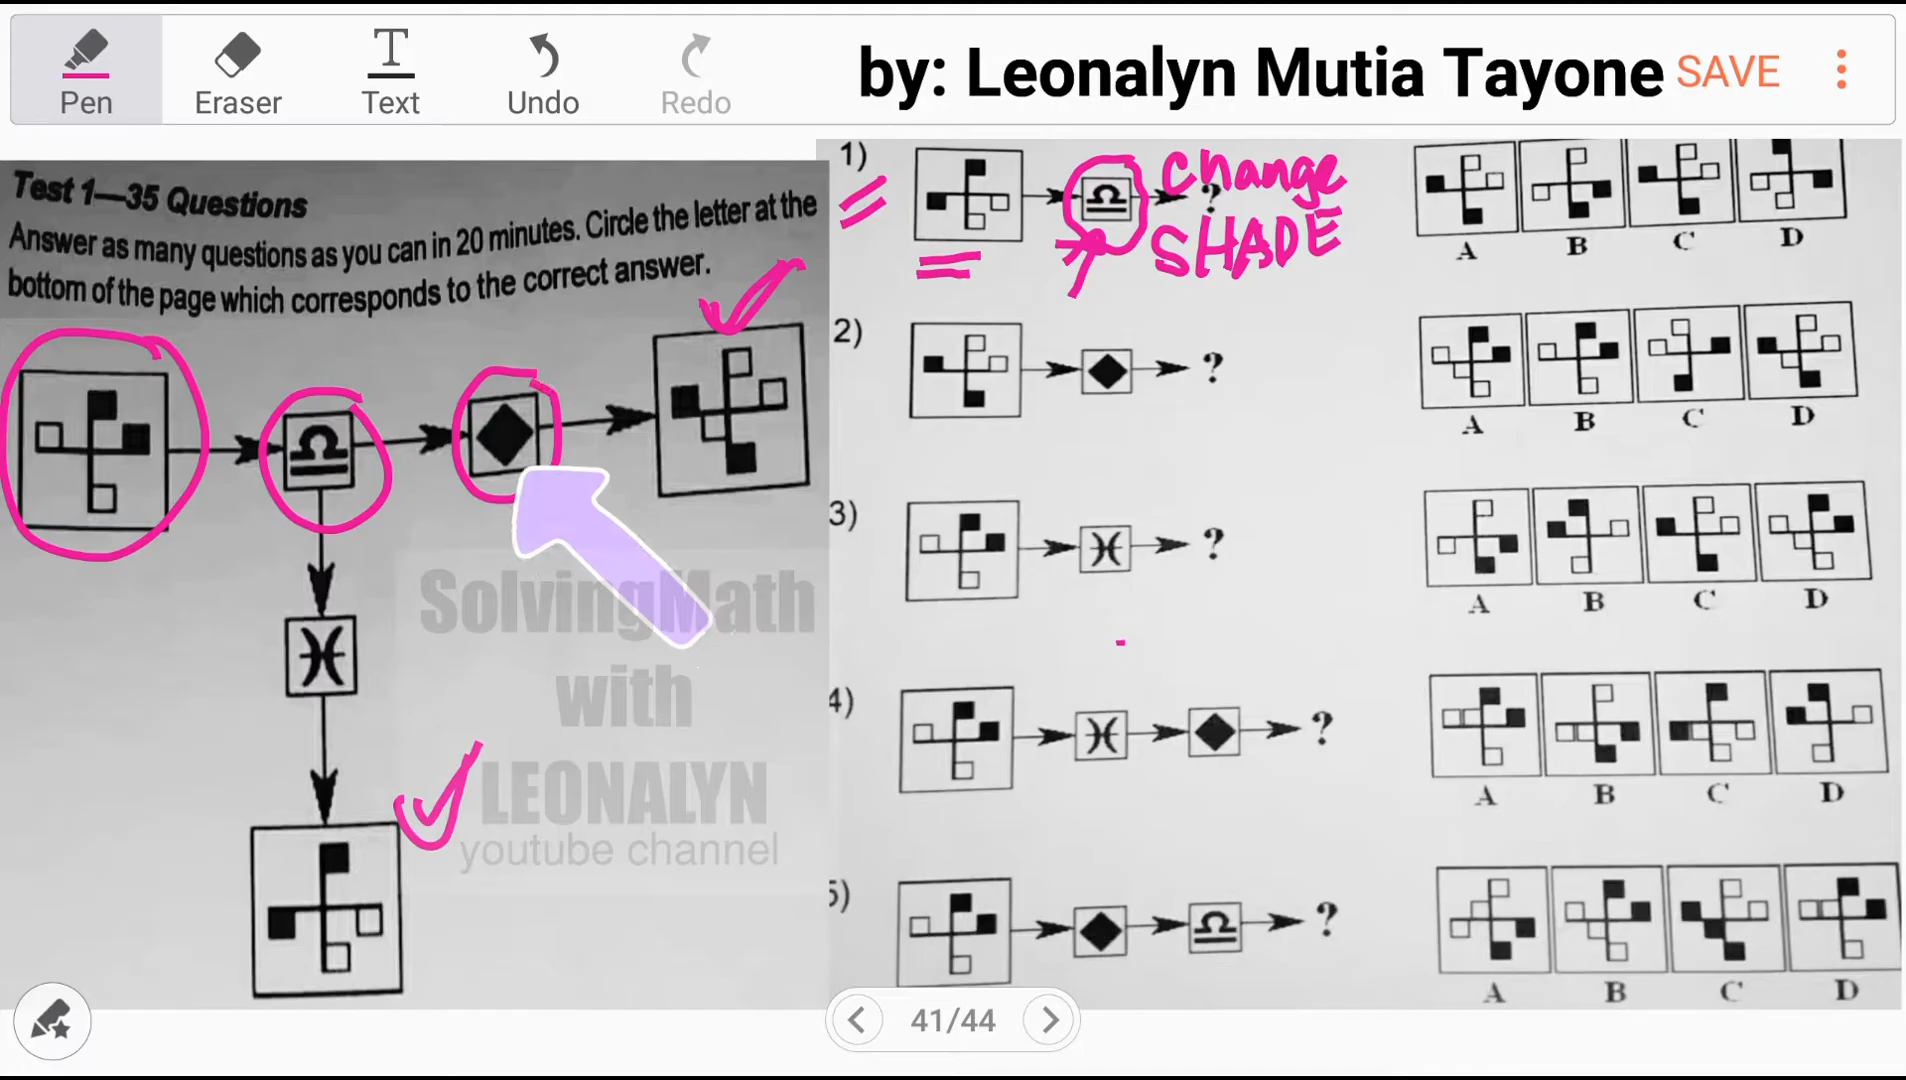 Pen
Eraser
T
Text
Undo
Redo
by: Leonalyn Mutia Tayone
SAVE
Test 1—35 Questions
Answer as many questions as you can in 20 minutes. Circle the letter at the
bottom of the page which corresponds to the correct answer.
SolvingMath
with
LEONALYN
youtube channel
1)
?
change
SHADE
A B C D
2)
?
A B C D
3)
?
A B C D
4)
?
A B C D
5)
?
A B C D
41/44